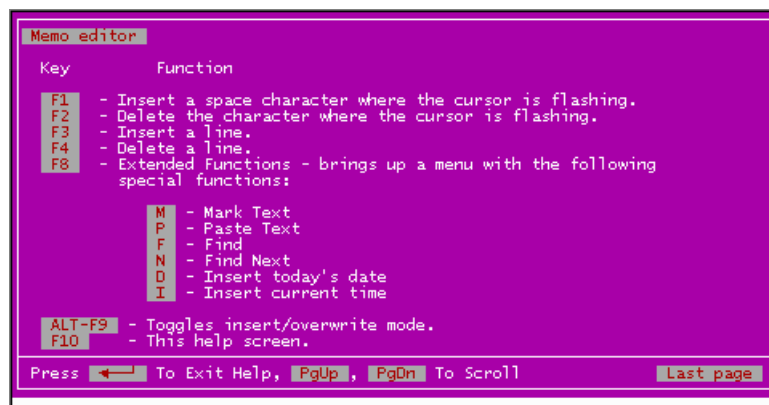 Memo editor
Key Function
F1 - Insert a space character where the cursor is flashing.
F2 - Delete the character where the cursor is flashing.
F3 - Insert a line.
F4 - Delete a line.
F8 - Extended Functions - brings up a menu with the following
special functions:
M - Mark Text
P - Paste Text
F - Find
N - Find Next
D - Insert today's date
I - Insert current time
ALT-F9 - Toggles insert/overwrite mode.
F10 - This help screen.
Press To Exit Help, PgUp, PgDn To Scroll Last page